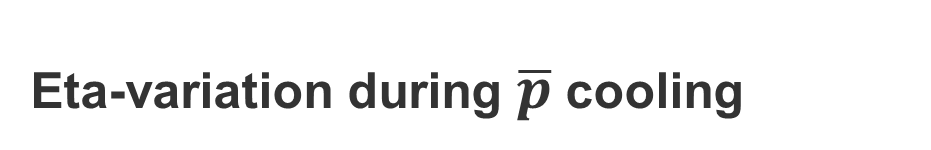 Eta-variation during p̅ cooling